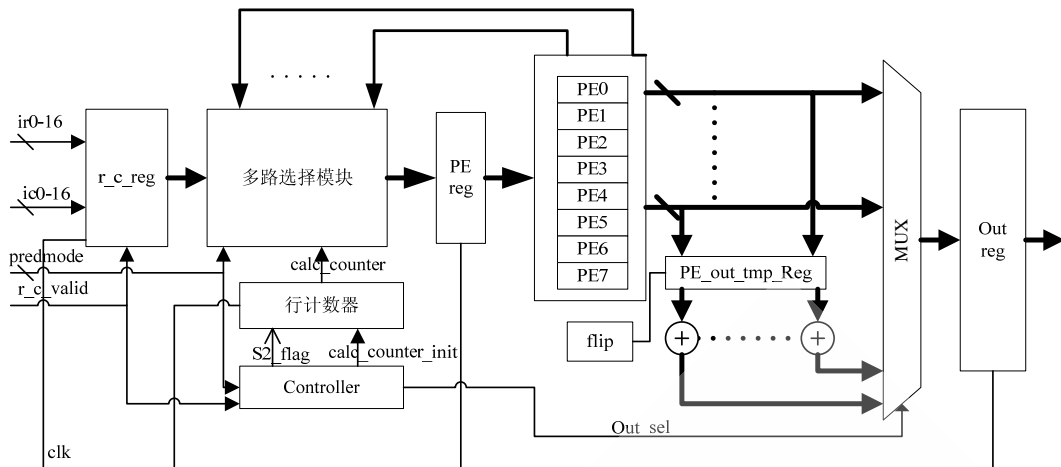 ir0-16
ic0-16
r_c_reg
predmode
r_c_valid
clk
多路选择模块
calc_counter
行计数器
S2_flag
calc_counter_init
Controller
PE
reg
PE0
PE1
PE2
PE3
PE4
PE5
PE6
PE7
flip
PE_out_tmp_Reg
+
+
Out_sel
MUX
Out
reg